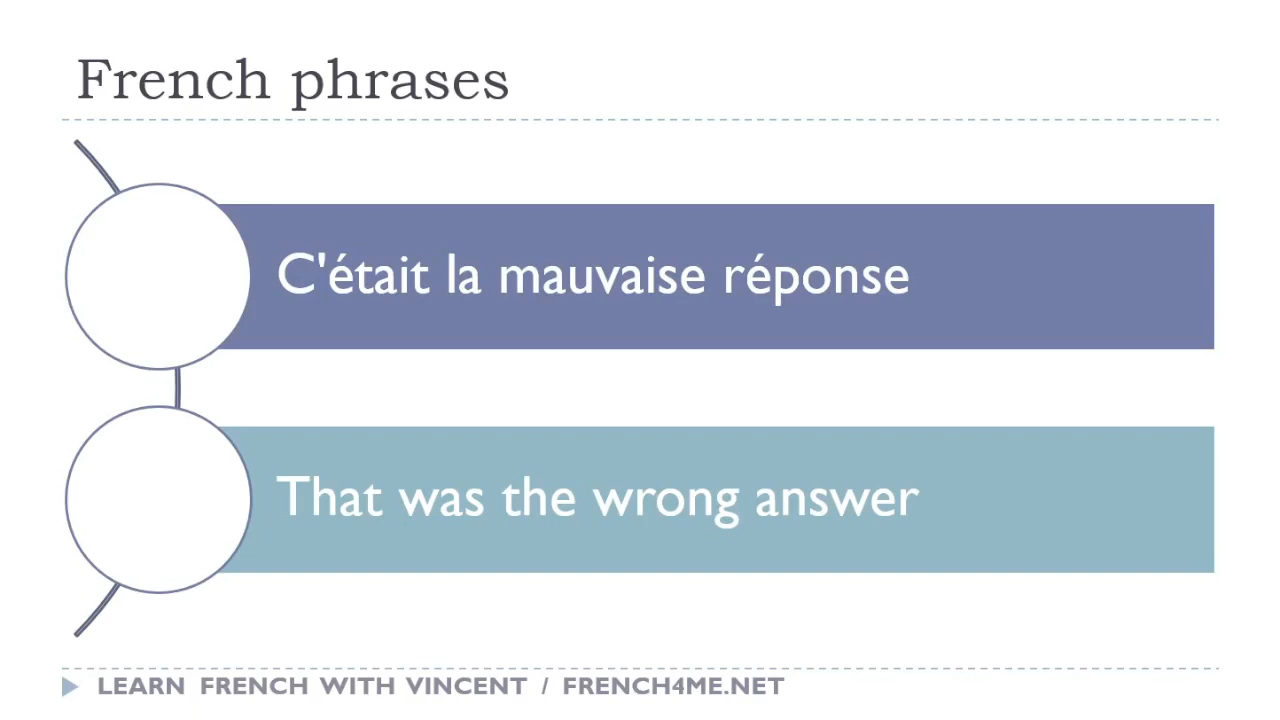 French phrases
C'était la mauvaise réponse
That was the wrong answer
LEARN FRENCH WITH VINCENT / FRENCH4ME.NET